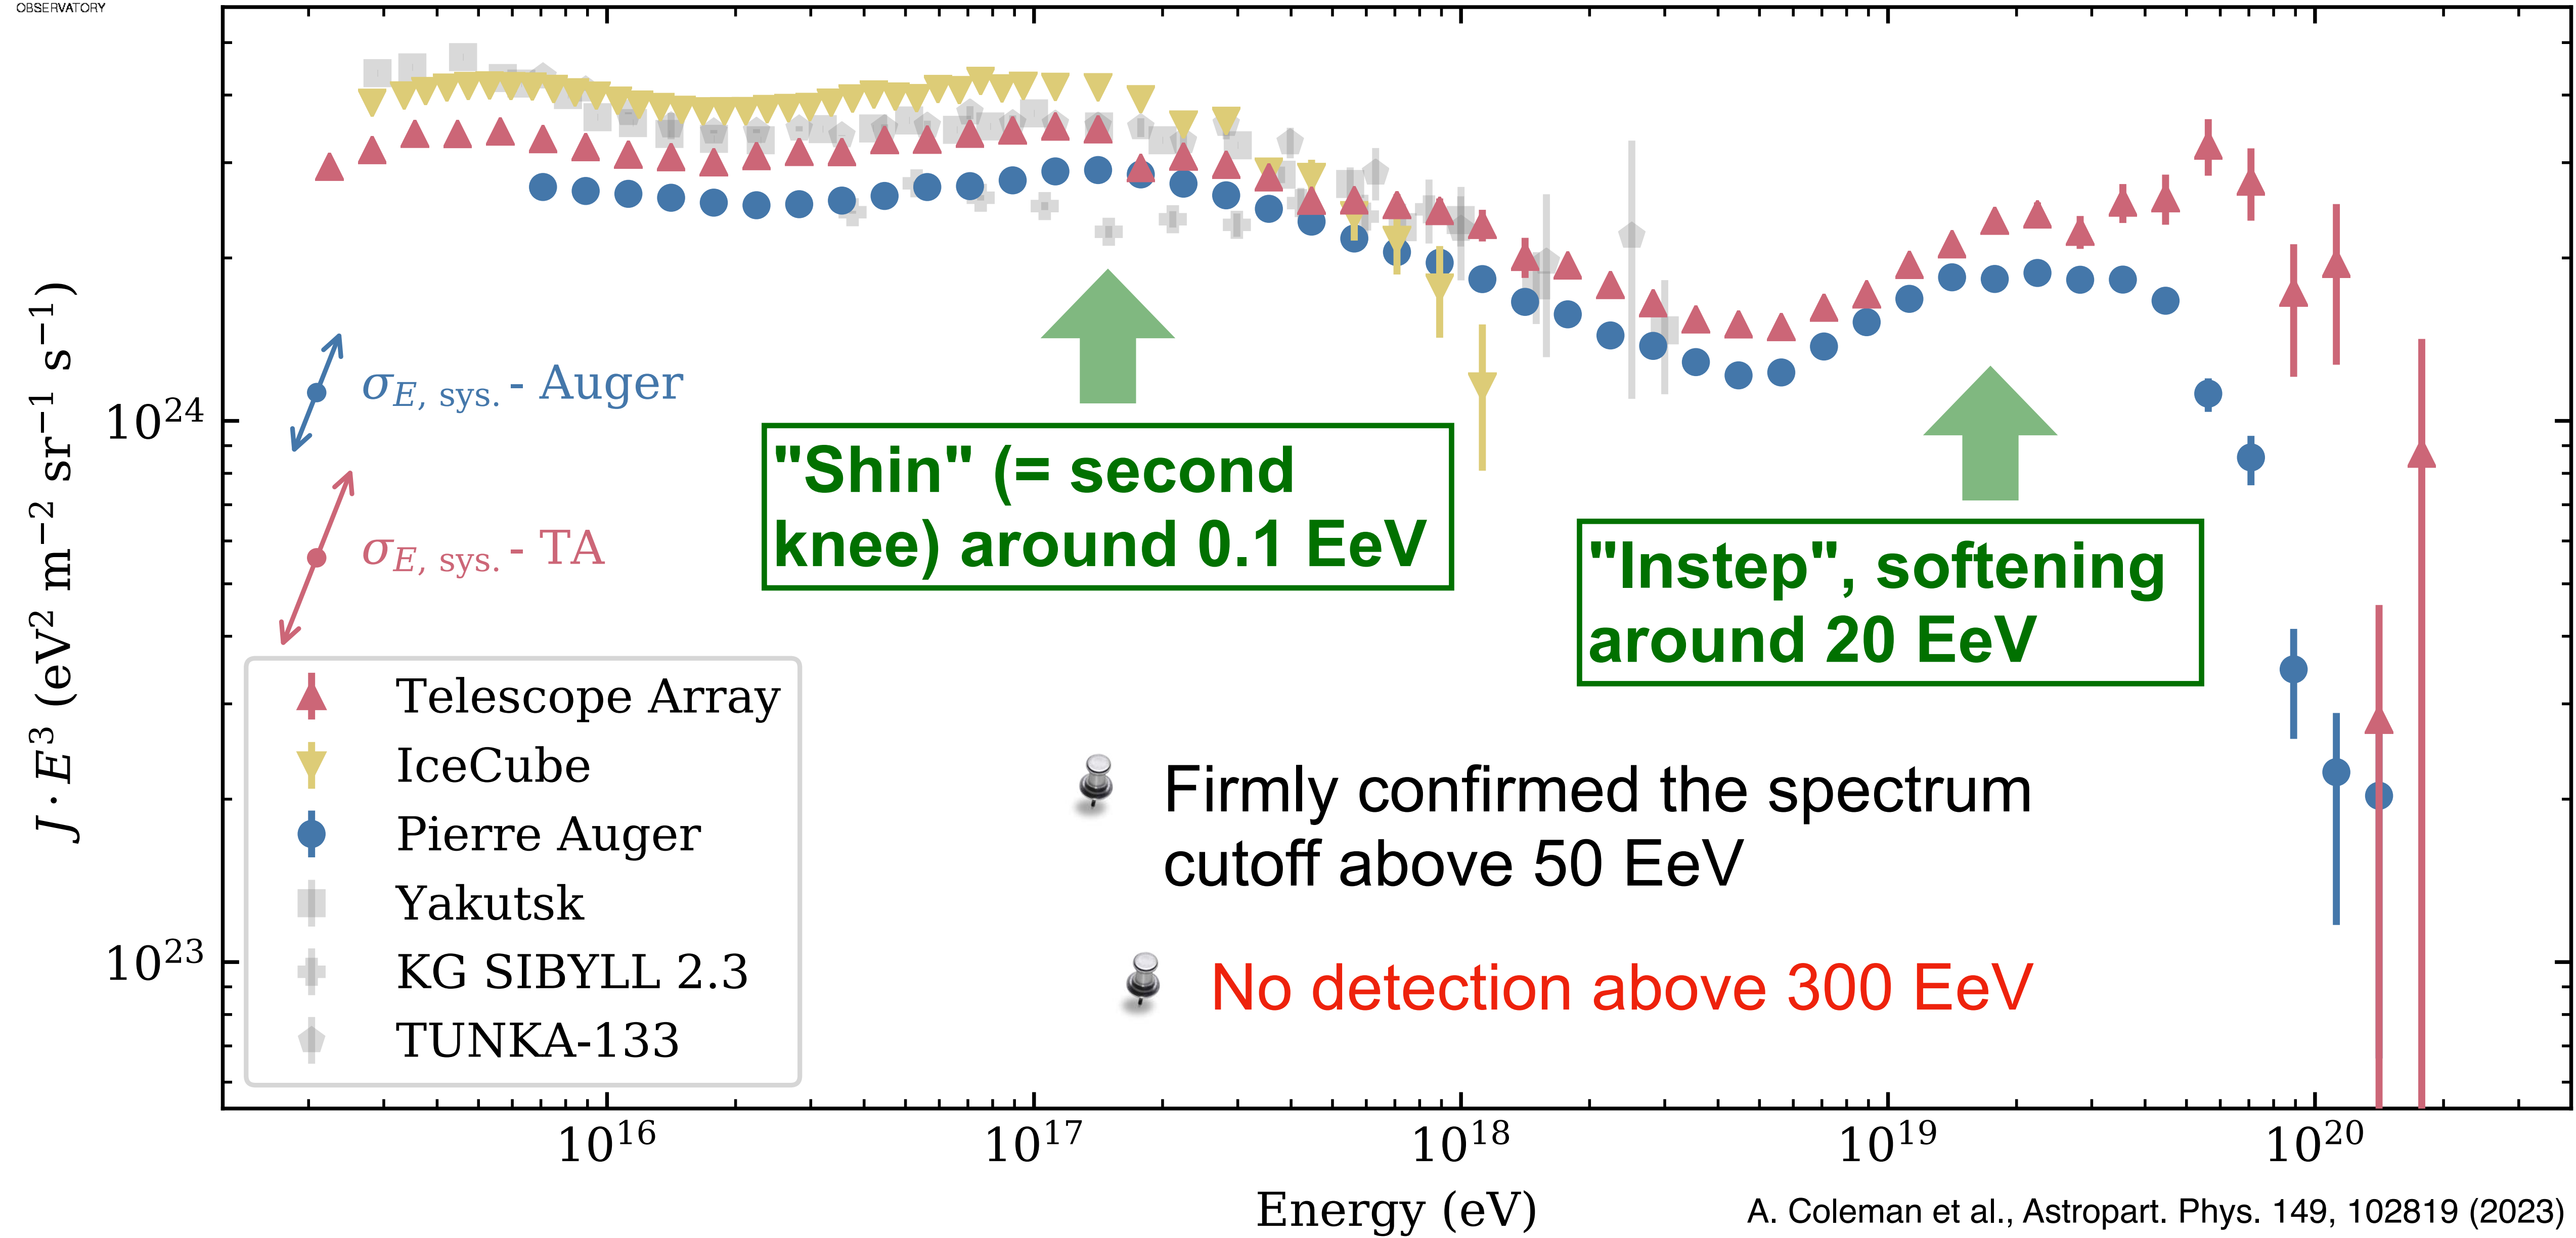 OBSERVATORY
J · E³ (eV² m⁻² sr⁻¹ s⁻¹)
10²⁴
10²³
σE, sys. - Auger
σE, sys. - TA
"Shin" (= second
knee) around 0.1 EeV
"Instep", softening
around 20 EeV
Telescope Array
IceCube
Pierre Auger
Yakutsk
KG SIBYLL 2.3
TUNKA-133
Firmly confirmed the spectrum
cutoff above 50 EeV
No detection above 300 EeV
10¹⁶ 10¹⁷ 10¹⁸ 10¹⁹ 10²⁰
Energy (eV)
A. Coleman et al., Astropart. Phys. 149, 102819 (2023)